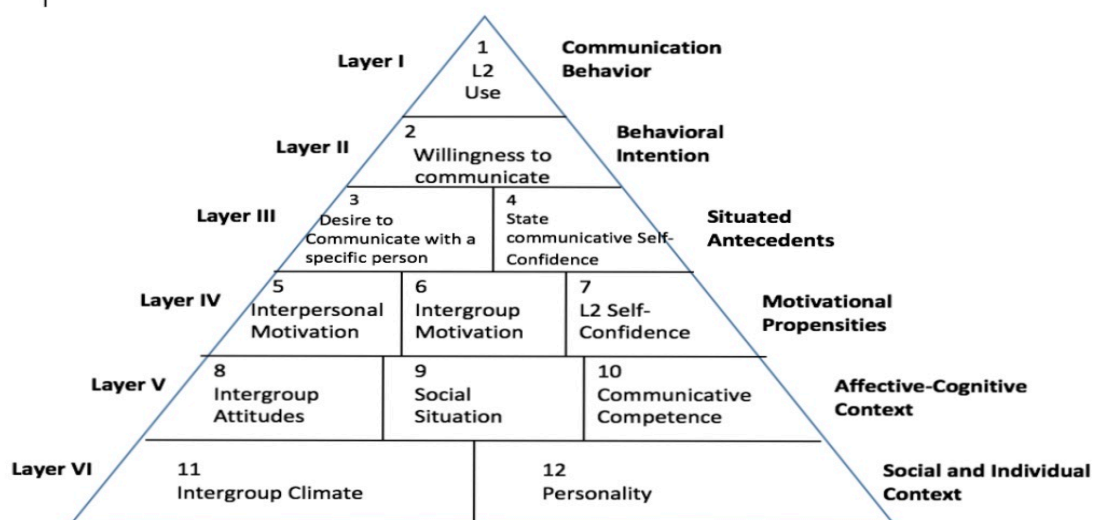 Layer I
1
L2
Use
Communication
Behavior
Layer II
2
Willingness to
communicate
Behavioral
Intention
Layer III
3
Desire to
Communicate with a
specific person
4
State
communicative Self-
Confidence
Situated
Antecedents
Layer IV
5
Interpersonal
Motivation
6
Intergroup
Motivation
7
L2 Self-
Confidence
Motivational
Propensities
Layer V
8
Intergroup
Attitudes
9
Social
Situation
10
Communicative
Competence
Affective-Cognitive
Context
Layer VI
11
Intergroup Climate
12
Personality
Social and Individual
Context